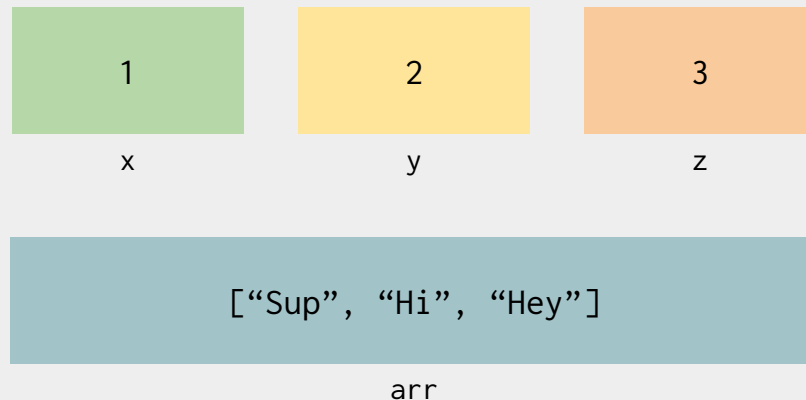 1 2 3
x y z
[“Sup”, “Hi”, “Hey”]
arr